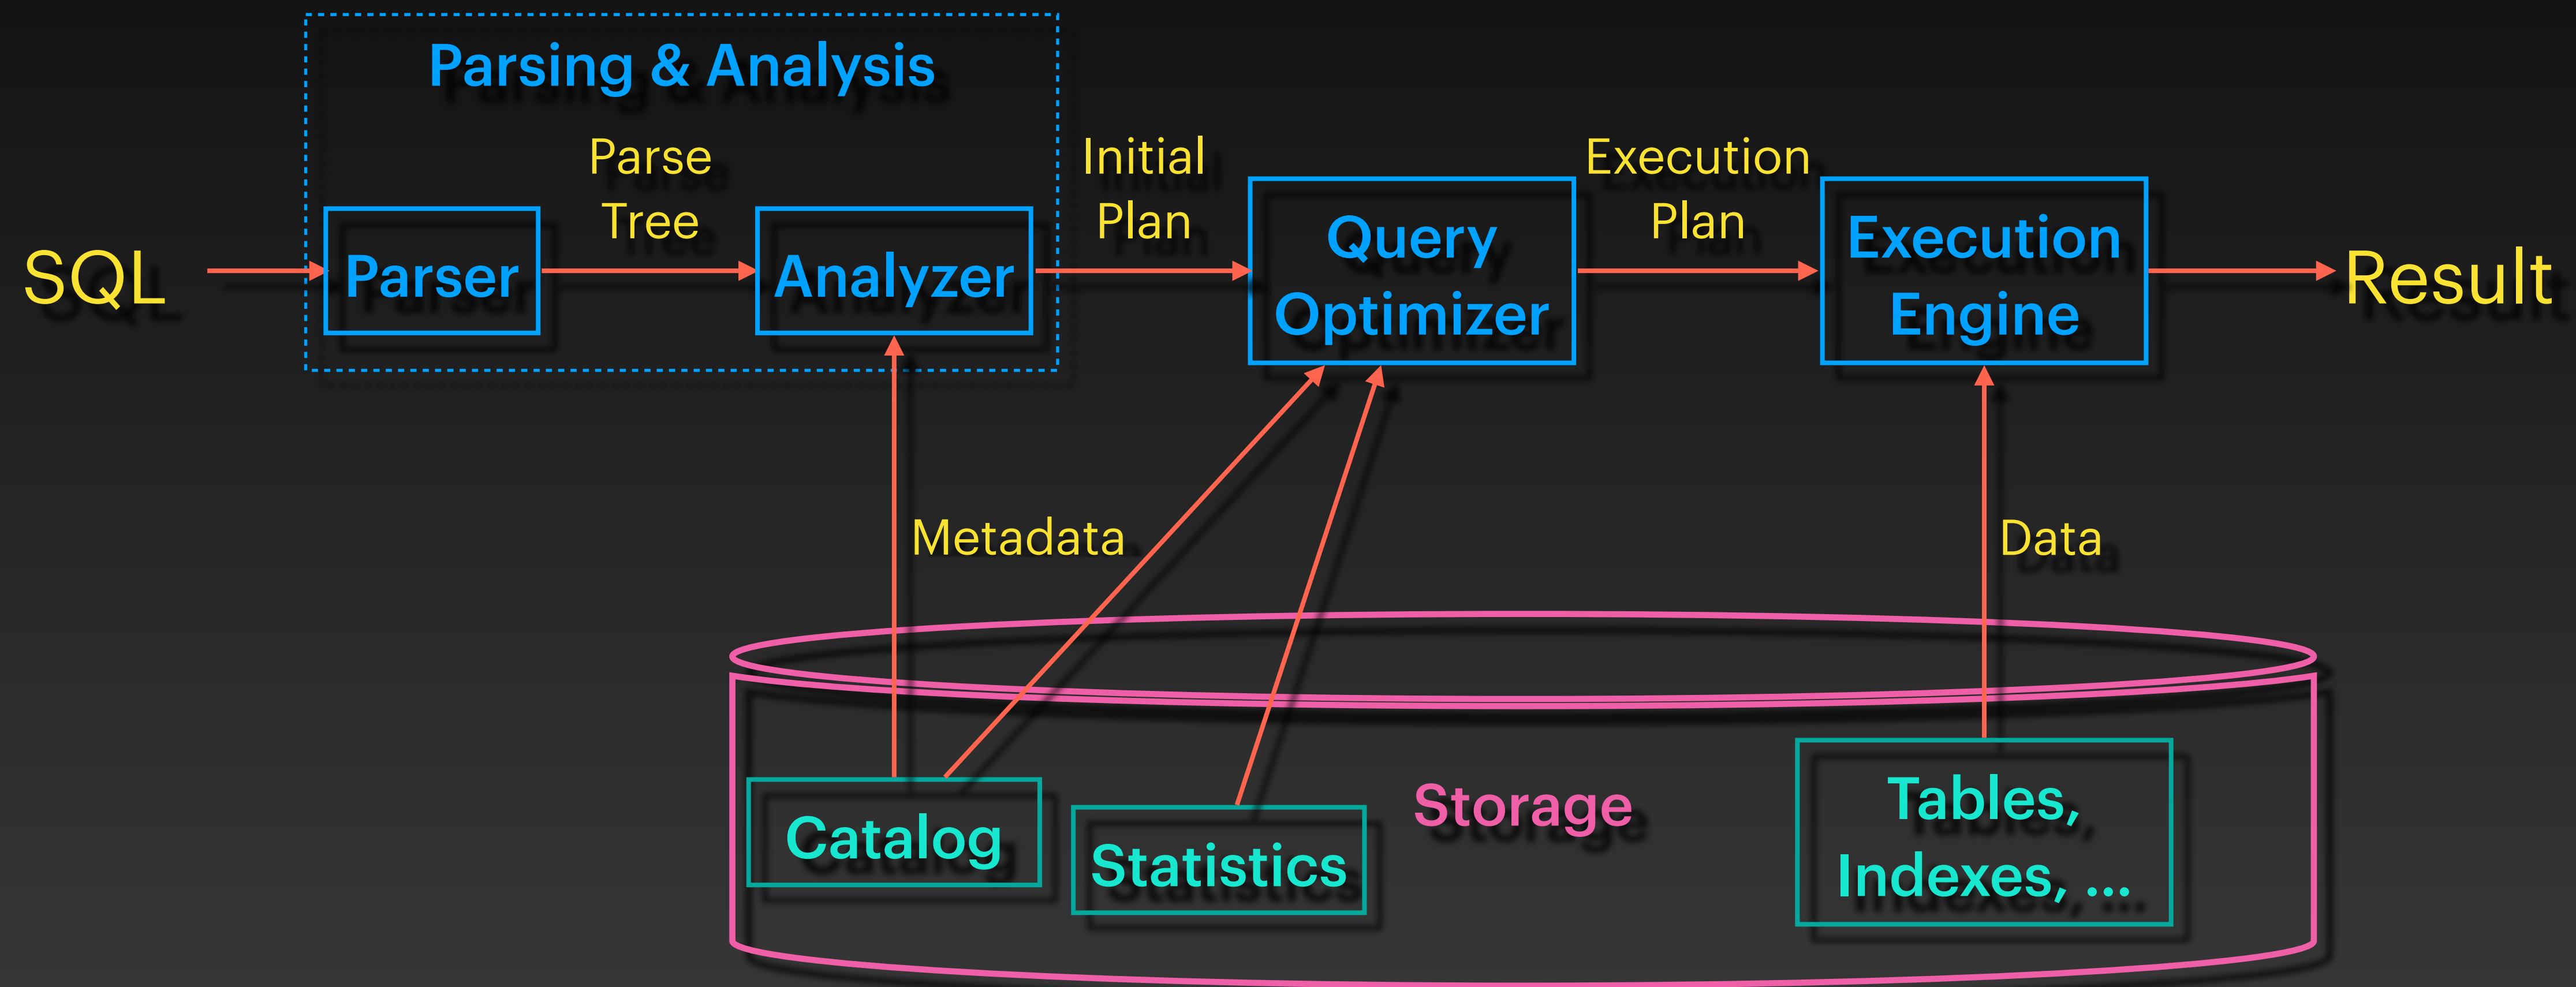 Parsing & Analysis
SQL
Parser
Parse
Tree
Analyzer
Initial
Plan
Query
Optimizer
Execution
Plan
Execution
Engine
Result
Metadata
Data
Catalog
Statistics
Storage
Tables,
Indexes, ...